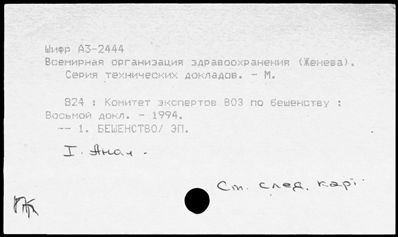 Шифр А3-2444
Всемирная организация здравоохранения (Женева).
Серия технических докладов. - М.
824 : Комитет экспертов ВОЗ по бешенству :
Восьмой докл. - 1994.
-- 1. БЕШЕНСТВО/ ЭП.
I. Анал.
См. след. карт